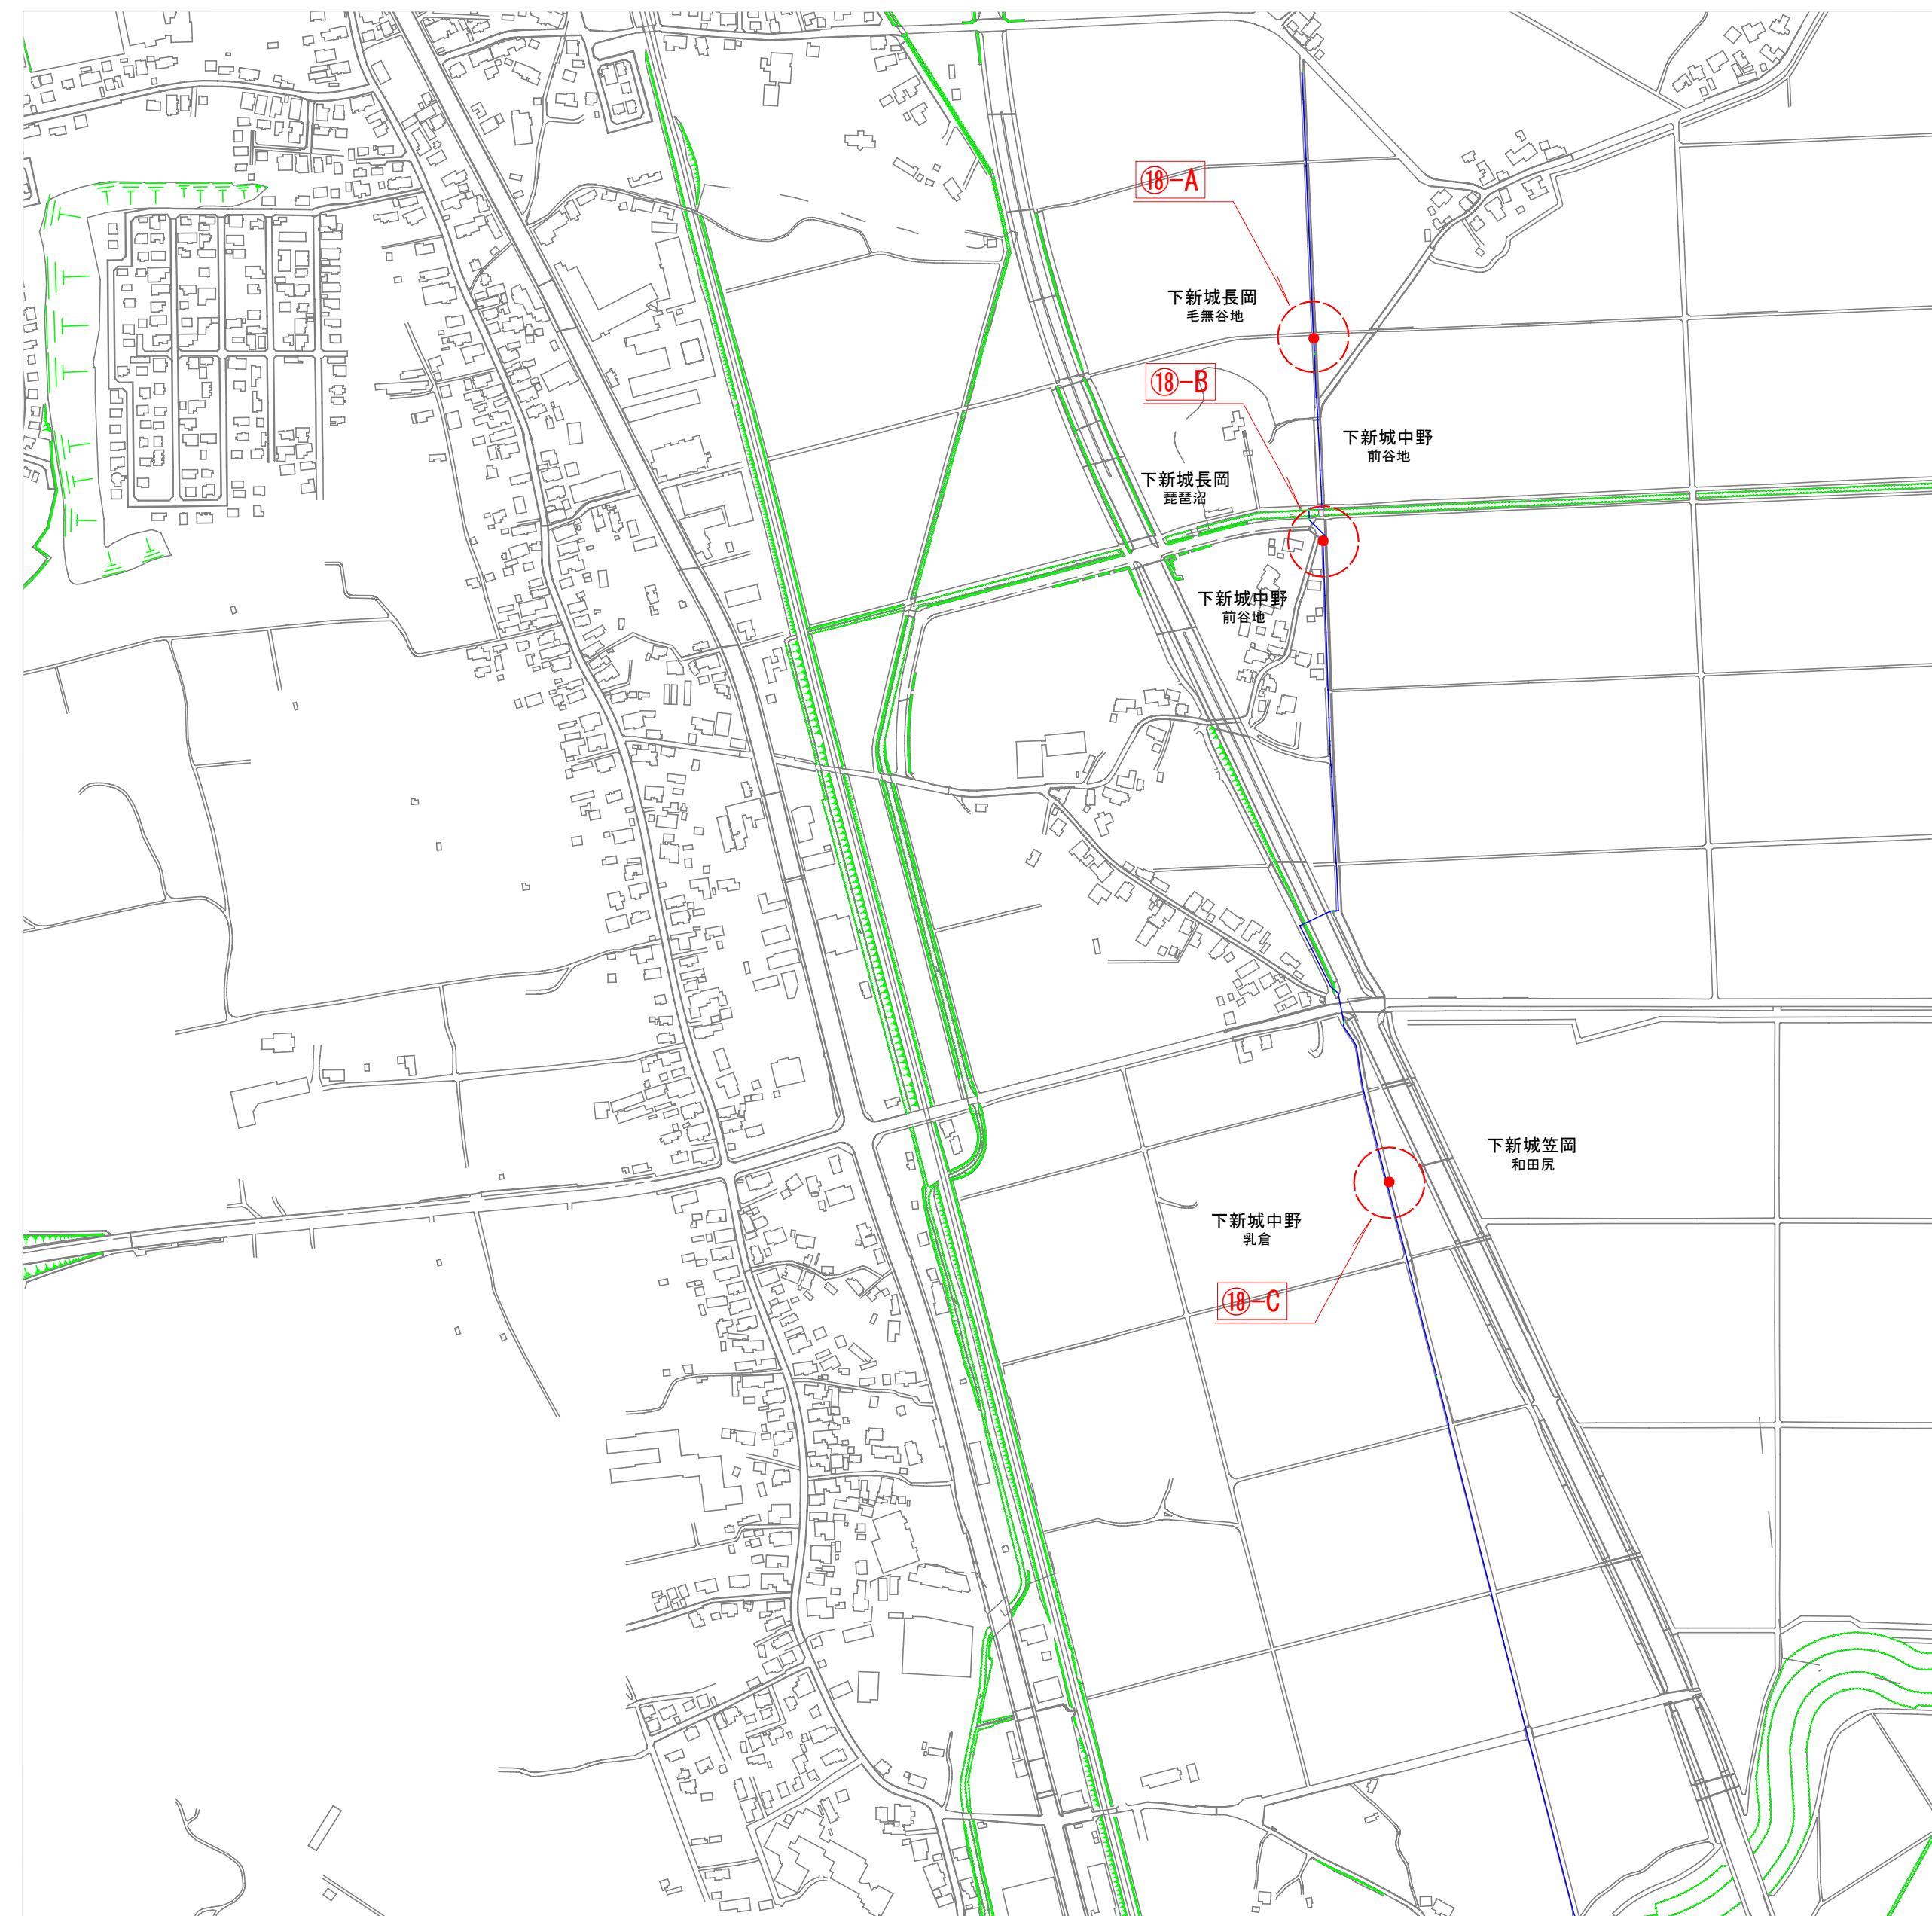 ⑱-A
下新城長岡
毛無谷地
⑱-B
下新城中野
前谷地
下新城長岡
琵琶沼
下新城中野
前谷地
下新城笠岡
和田尻
下新城中野
乳倉
⑱-C